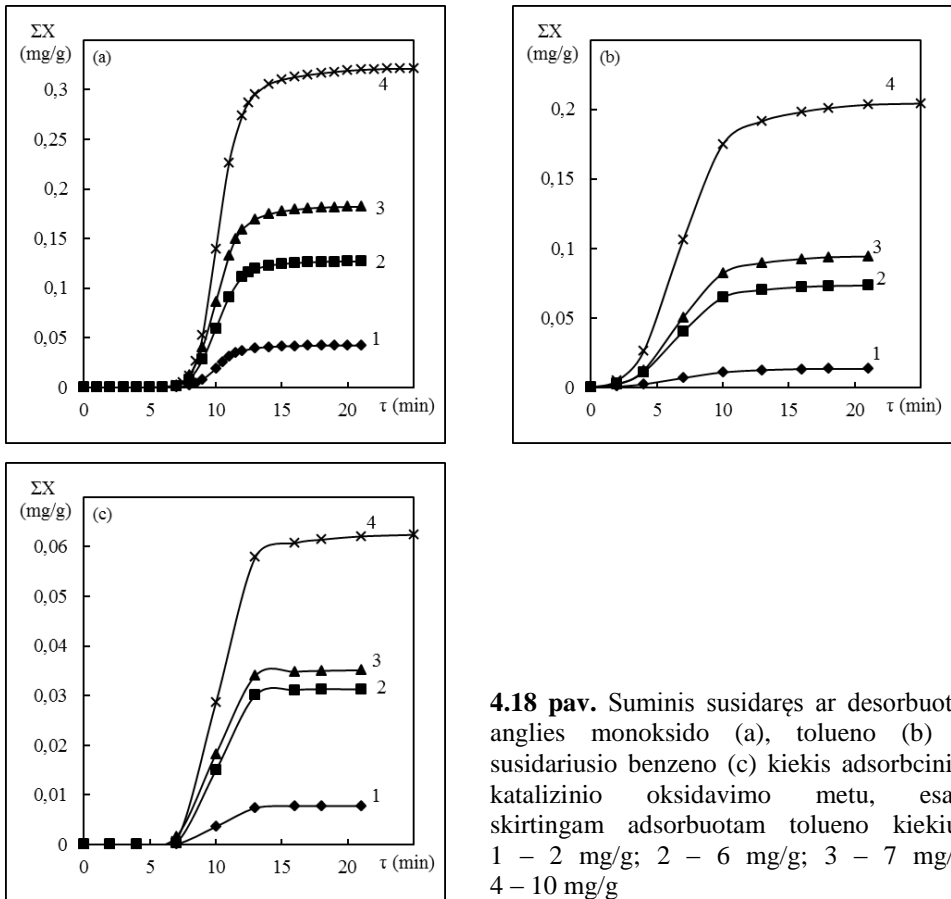 ΣX
(mg/g)
(a)
0,3
0,25
0,2
0,15
0,1
0,05
0
0 5 10 15 20 τ (min)
4
3
2
1
ΣX
(mg/g)
(b)
0,2
0,15
0,1
0,05
0
0 5 10 15 20 τ (min)
4
3
2
1
ΣX
(mg/g)
(c)
0,06
0,05
0,04
0,03
0,02
0,01
0
0 5 10 15 20 τ (min)
4
3
2
1
4.18 pav. Suminis susidaręs ar desorbuot
anglies monoksido (a), tolueno (b)
susidariusio benzeno (c) kiekis adsorbcini
katalizinio oksidavimo metu, esa
skirtingam adsorbuotam tolueno kieki
1 – 2 mg/g; 2 – 6 mg/g; 3 – 7 mg/
4 – 10 mg/g